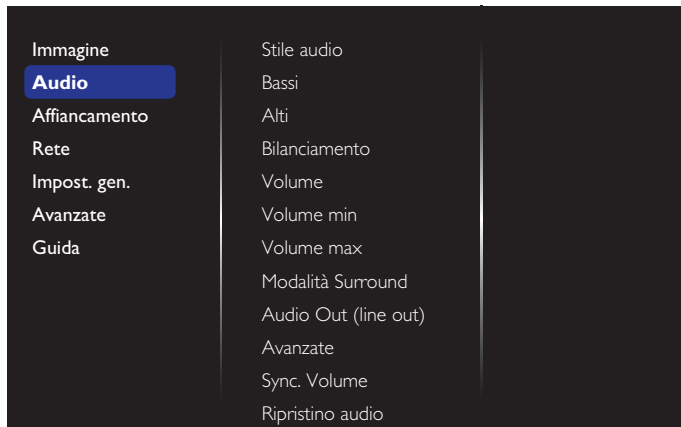 Immagine
Audio
Affiancamento
Rete
Impost. gen.
Avanzate
Guida
Stile audio
Bassi
Alti
Bilanciamento
Volume
Volume min
Volume max
Modalità Surround
Audio Out (line out)
Avanzate
Sync. Volume
Ripristino audio